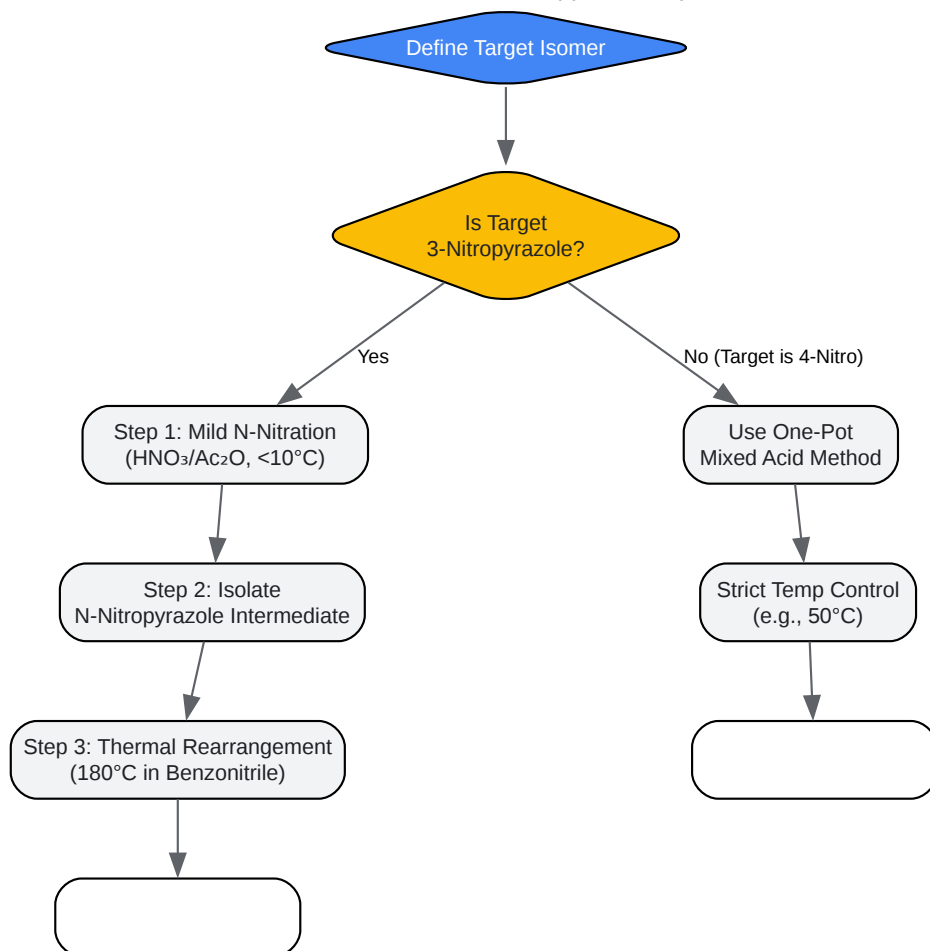 Define Target Isomer
Is Target
3-Nitropyrazole?
Yes
No (Target is 4-Nitro)
Step 1: Mild N-Nitration
(HNO₃/Ac₂O, <10°C)
Use One-Pot
Mixed Acid Method
Step 2: Isolate
N-Nitropyrazole Intermediate
Strict Temp Control
(e.g., 50°C)
Step 3: Thermal Rearrangement
(180°C in Benzonitrile)